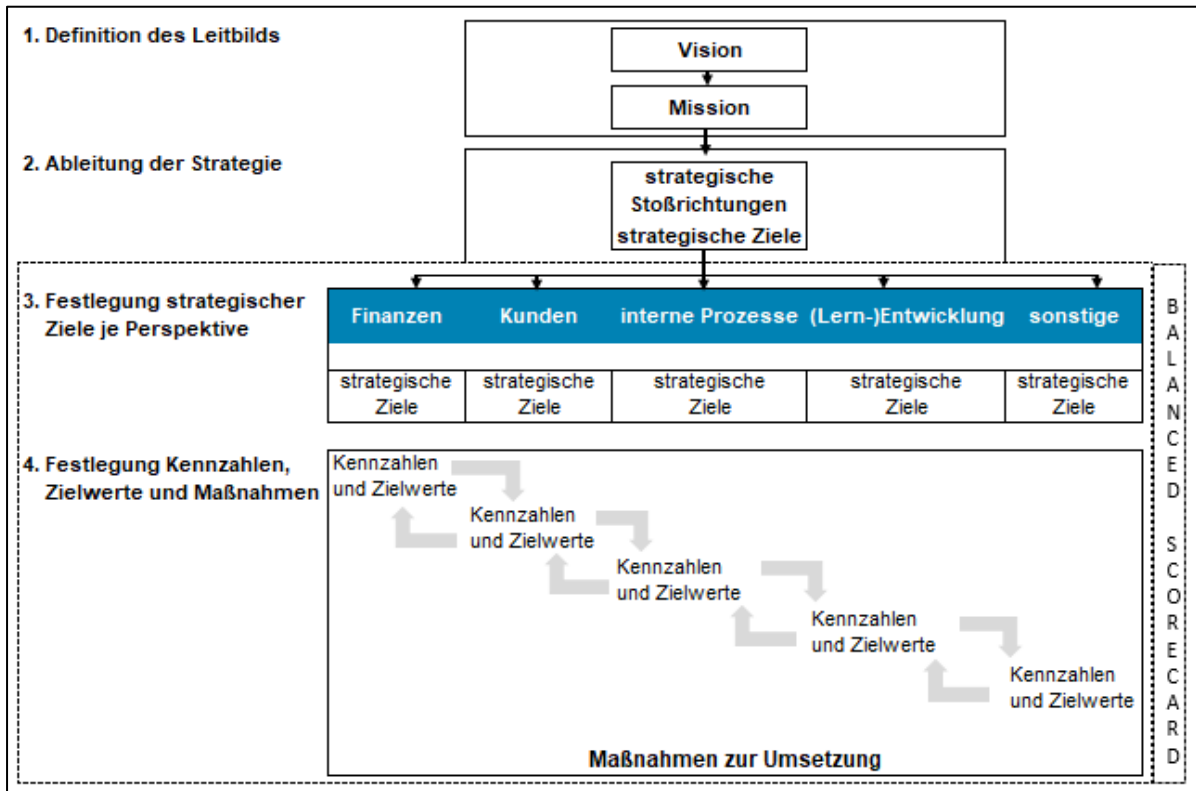 1. Definition des Leitbilds
Vision
Mission
2. Ableitung der Strategie
strategische
Stoßrichtungen
strategische Ziele
3. Festlegung strategischer
Ziele je Perspektive
Finanzen
Kunden
interne Prozesse
(Lern-)Entwicklung
sonstige
strategische
Ziele
strategische
Ziele
strategische
Ziele
strategische
Ziele
strategische
Ziele
4. Festlegung Kennzahlen,
Zielwerte und Maßnahmen
Kennzahlen
und Zielwerte
Kennzahlen
und Zielwerte
Kennzahlen
und Zielwerte
Kennzahlen
und Zielwerte
Kennzahlen
und Zielwerte
Maßnahmen zur Umsetzung
BALANCED SCORECARD